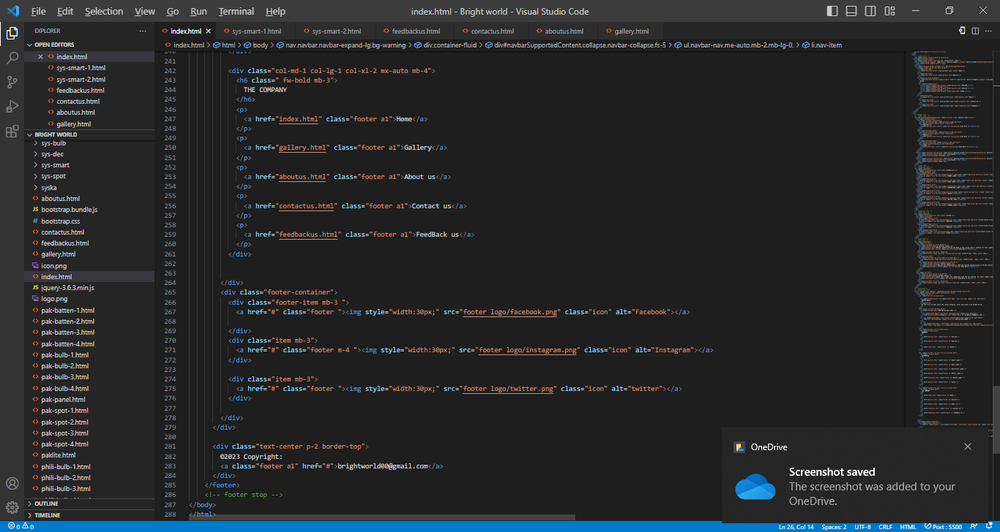 File Edit Selection View Go Run Terminal Help
index.html - Bright world - Visual Studio Code
EXPLORER
OPEN EDITORS
index.html
sys-smart-1.html
sys-smart-2.html
feedbackus.html
contactus.html
aboutus.html
gallery.html
BRIGHT WORLD
sys-bulb
sys-dec
sys-smart
sys-spot
syska
aboutus.html
JS bootstrap.bundle.js
# bootstrap.css
contactus.html
feedbackus.html
gallery.html
icon.png
index.html
JS jquery-3.6.3.min.js
logo.png
pak-batten-1.html
pak-batten-2.html
pak-batten-3.html
pak-batten-4.html
pak-bulb-1.html
pak-bulb-2.html
pak-bulb-3.html
pak-bulb-4.html
pak-panel.html
pak-spot-1.html
pak-spot-2.html
pak-spot-3.html
pak-spot-4.html
paklite.html
phili-bulb-1.html
phili-bulb-2.html
phili-bulb-3.html
OUTLINE
TIMELINE
index.html sys-smart-1.html sys-smart-2.html feedbackus.html contactus.html aboutus.html gallery.html
index.html > html > body > nav.navbar.navbar-expand-lg.bg-warning > div.container-fluid > div#navbarSupportedContent.collapse.navbar-collapse.fs-5 > ul.navbar-nav.me-auto.mb-2.mb-lg-0. > li.nav-item
240 </div>
241
242 <div class="col-md-1 col-lg-1 col-xl-2 mx-auto mb-4">
243 <h6 class=" fw-bold mb-3">
244 THE COMPANY
245 </h6>
246 <p>
247 <a href="index.html" class="footer a1">Home</a>
248 </p>
249 <p>
250 <a href="gallery.html" class="footer a1">Gallery</a>
251 </p>
252 <p>
253 <a href="aboutus.html" class="footer a1">About us</a>
254 </p>
255 <p>
256 <a href="contactus.html" class="footer a1">Contact us</a>
257 </p>
258 <p>
259 <a href="feedbackus.html" class="footer a1">FeedBack us</a>
260 </p>
261 </div>
262
263
264 </div>
265 <div class="footer-container">
266 <div class="footer-item mb-3 ">
267 <a href="#" class="footer "><img style="width:30px;" src="footer logo/facebook.png" class="icon" alt="Facebook"></a>
268
269 </div>
270 <div class="item mb-3">
271 <a href="#" class="footer m-4 "><img style="width:30px;" src="footer logo/instagram.png" class="icon" alt="Instagram"></a>
272 </div>
273
274 <div class="item mb-3">
275 <a href="#" class="footer "><img style="width:30px;" src="footer logo/twitter.png" class="icon" alt="twitter"></a>
276 </div>
277
278 </div>
279 </div>
280
281 <div class="text-center p-2 border-top">
282 ©2023 Copyright:
283 <a class="footer a1" href="#">brightworld00@gmail.com</a>
284 </div>
285 </footer>
286 <!-- footer stop -->
287 </body>
288 </html>
OneDrive
Screenshot saved
The screenshot was added to your
OneDrive.
0 0 Ln 26, Col 14 Spaces: 2 UTF-8 CRLF HTML Port : 5500